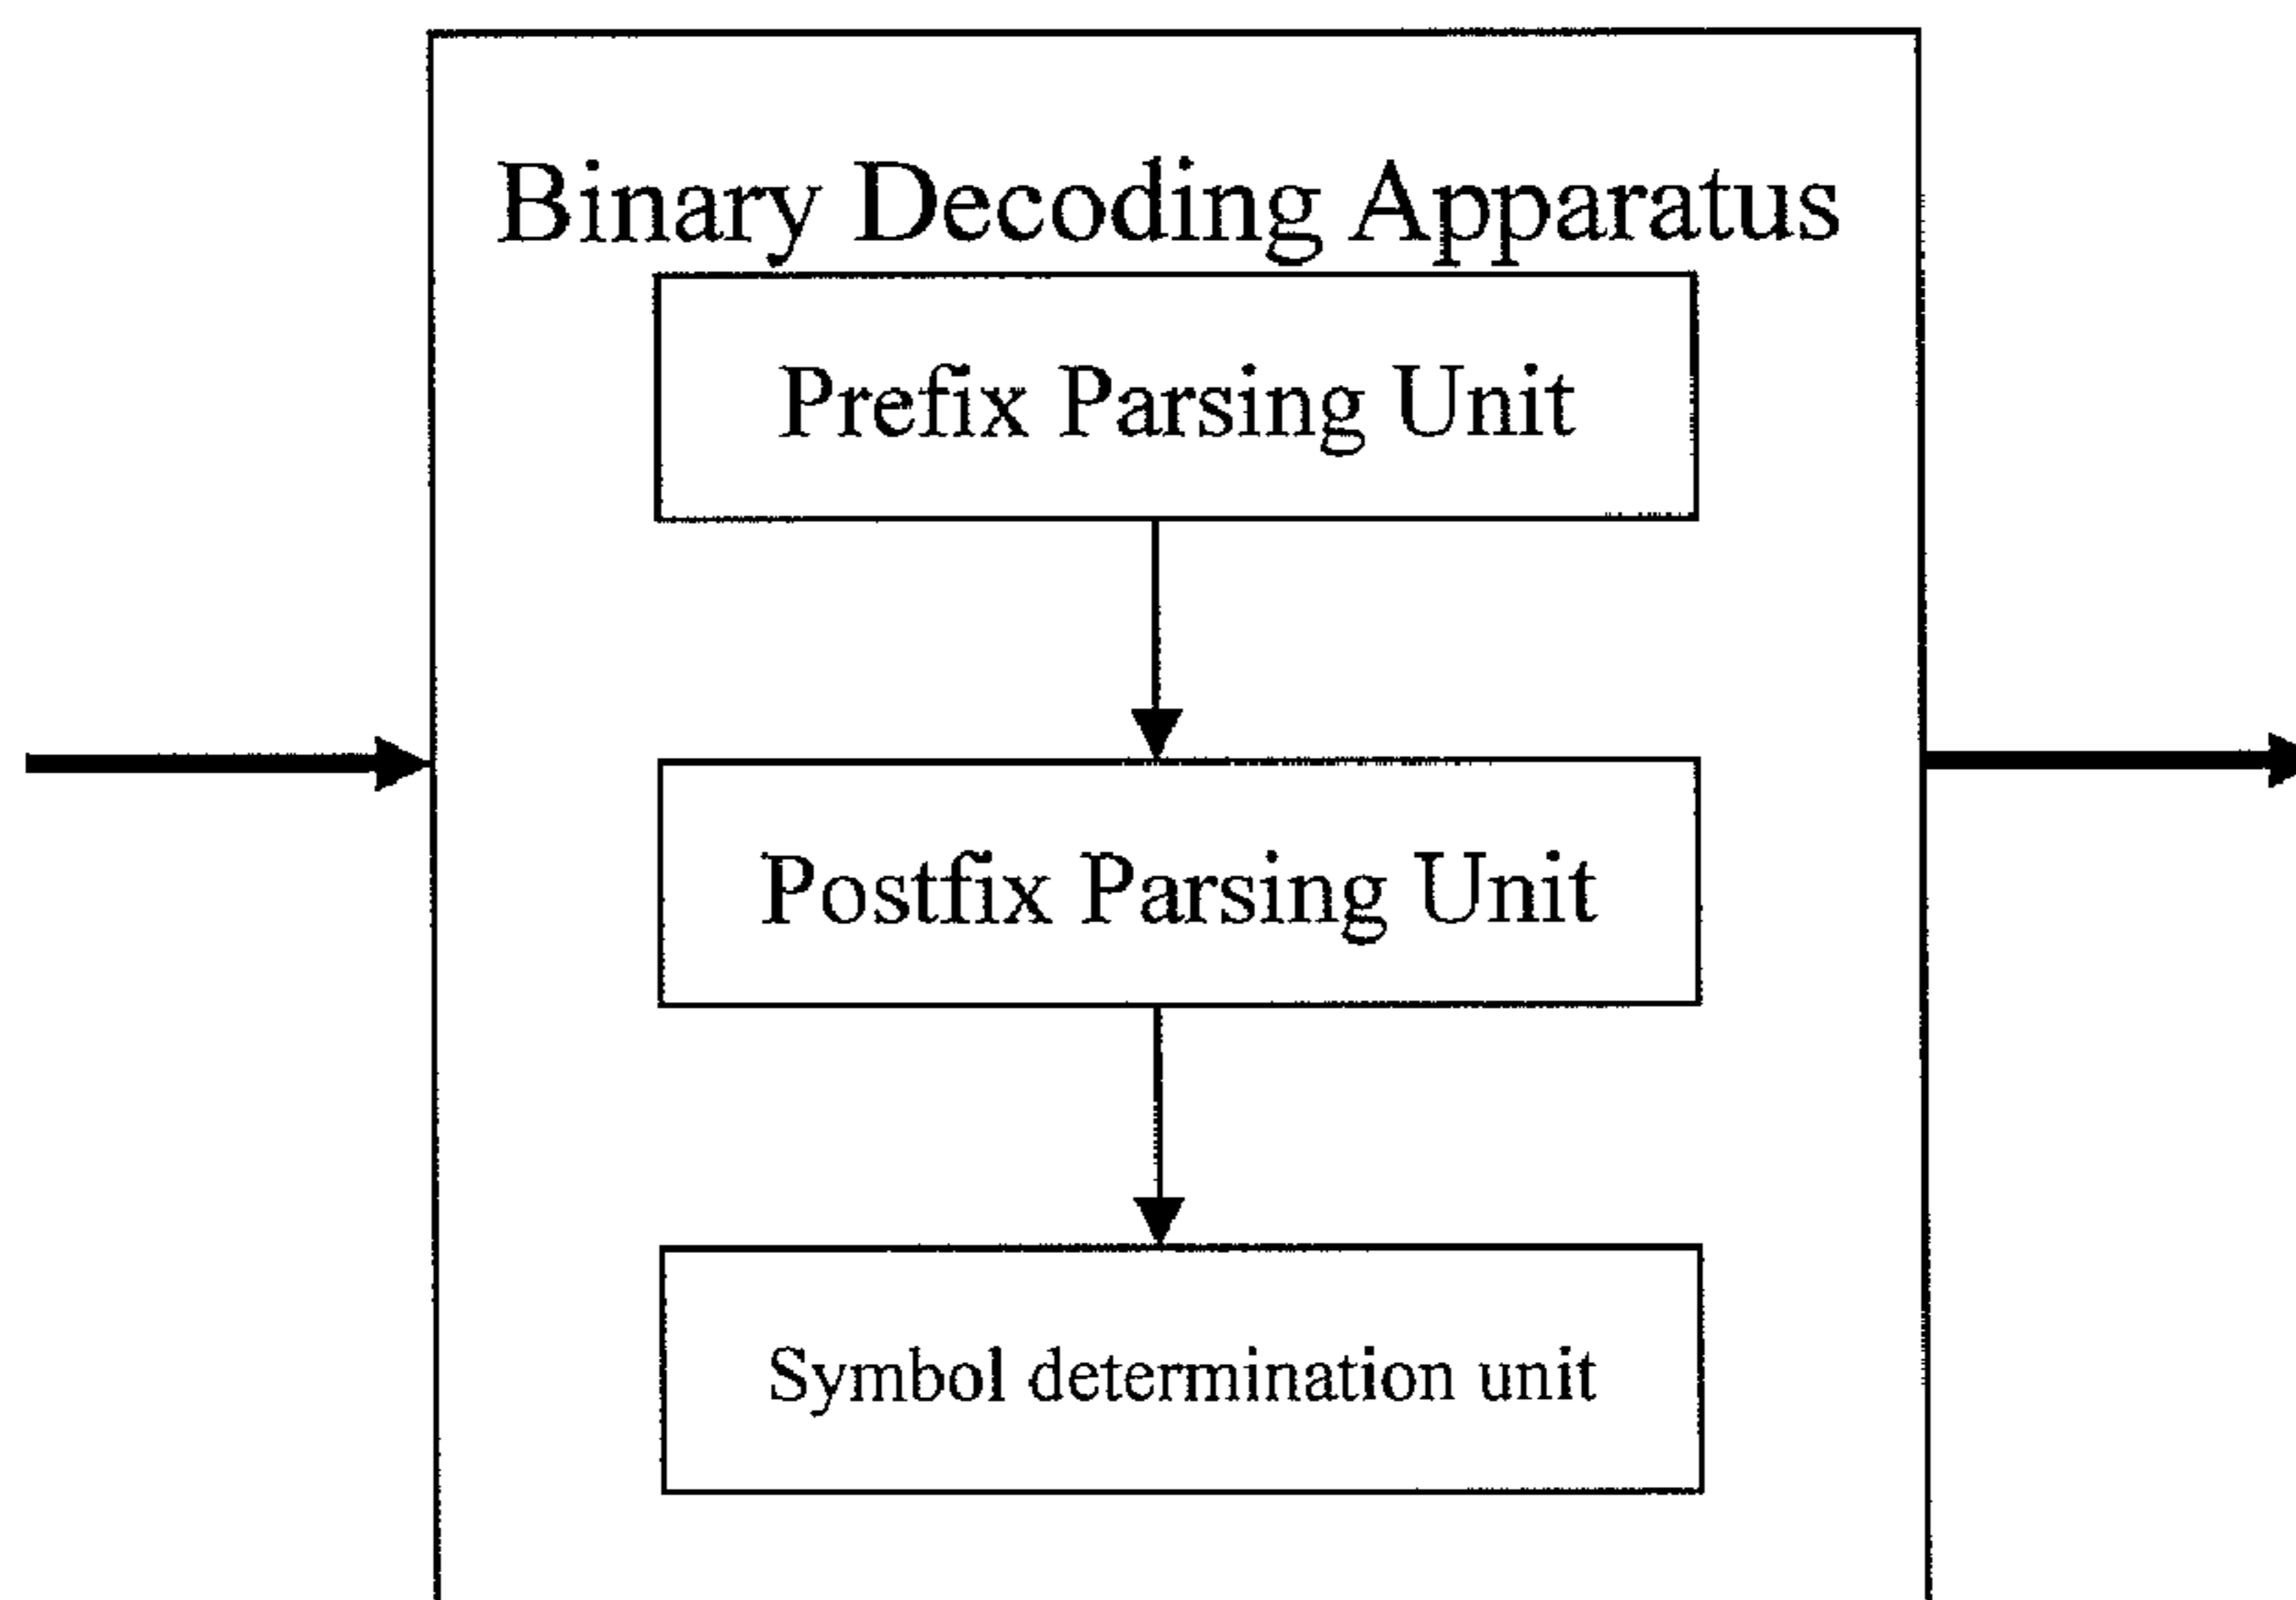 Binary Decoding Apparatus
Prefix Parsing Unit
Postfix Parsing Unit
Symbol determination unit